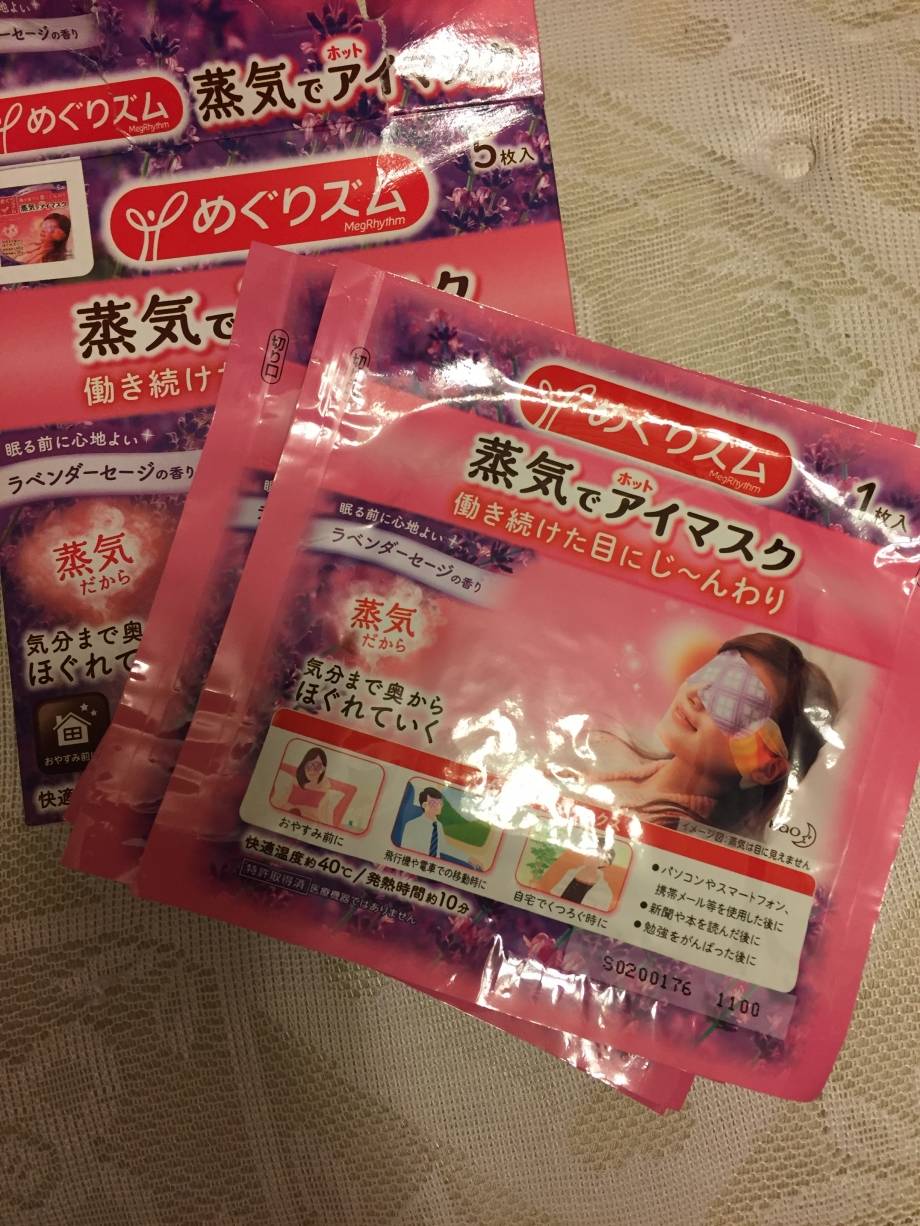 ーセージの香り
めぐりズム
MegRhythm
ホット
蒸気でアイマスク
5枚入
めぐりズム
MegRhythm
蒸気で
ク
働き続けた
眠る前に心地よい
ラベンダーセージの香り
蒸気
だから
気分まで奥
ほぐれて
おやすみ前に
快適
切り口
切
めぐりズム
MegRhythm
1枚入
ホット
蒸気でアイマスク
働き続けた目にじ〜んわり
眠る前に心地よい
ラベンダーセージの香り
蒸気
だから
気分まで奥から
ほぐれていく
イメージ図:蒸気は目に見えません
おやすみ前に
飛行機や電車での移動時に
自宅でくつろぐ時に
●パソコンやスマートフォン、
携帯メール等を使用した後に
●新聞や本を読んだ後に
●勉強をがんばった後に
快適温度約40℃/発熱時間約10分
特許取得済 医療機器ではありません
S0200176 1100